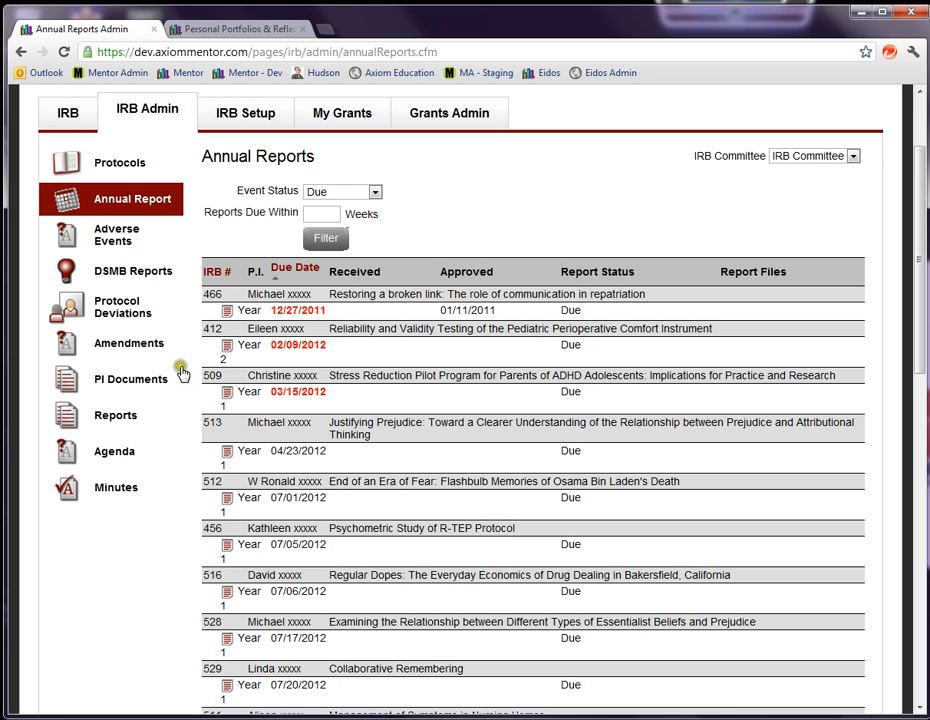 Annual Reports Admin
Personal Portfolios & Refle
https://dev.axiommentor.com/pages/irb/admin/annualReports.cfm
Outlook Mentor Admin Mentor Mentor - Dev Hudson Axiom Education MA - Staging Eidos Eidos Admin
IRB IRB Admin IRB Setup My Grants Grants Admin
Protocols
Annual Report
Adverse
Events
DSMB Reports
Protocol
Deviations
Amendments
PI Documents
Reports
Agenda
Minutes
Annual Reports
IRB Committee IRB Committee
Event Status Due
Reports Due Within Weeks
Filter
IRB # P.I. Due Date Received Approved Report Status Report Files
466 Michael xxxxx Restoring a broken link: The role of communication in repatriation
Year 12/27/2011 01/11/2011 Due
412 Eileen xxxxx Reliability and Validity Testing of the Pediatric Perioperative Comfort Instrument
Year 02/09/2012 Due
2
509 Christine xxxxx Stress Reduction Pilot Program for Parents of ADHD Adolescents: Implications for Practice and Research
Year 03/15/2012 Due
1
513 Michael xxxxx Justifying Prejudice: Toward a Clearer Understanding of the Relationship between Prejudice and Attributional
Thinking
Year 04/23/2012 Due
1
512 W Ronald xxxxx End of an Era of Fear: Flashbulb Memories of Osama Bin Laden's Death
Year 07/01/2012 Due
1
456 Kathleen xxxxx Psychometric Study of R-TEP Protocol
Year 07/05/2012 Due
1
516 David xxxxx Regular Dopes: The Everyday Economics of Drug Dealing in Bakersfield, California
Year 07/06/2012 Due
1
528 Michael xxxxx Examining the Relationship between Different Types of Essentialist Beliefs and Prejudice
Year 07/17/2012 Due
1
529 Linda xxxxx Collaborative Remembering
Year 07/20/2012 Due
1
Management of Symptoms in Nursing Homes